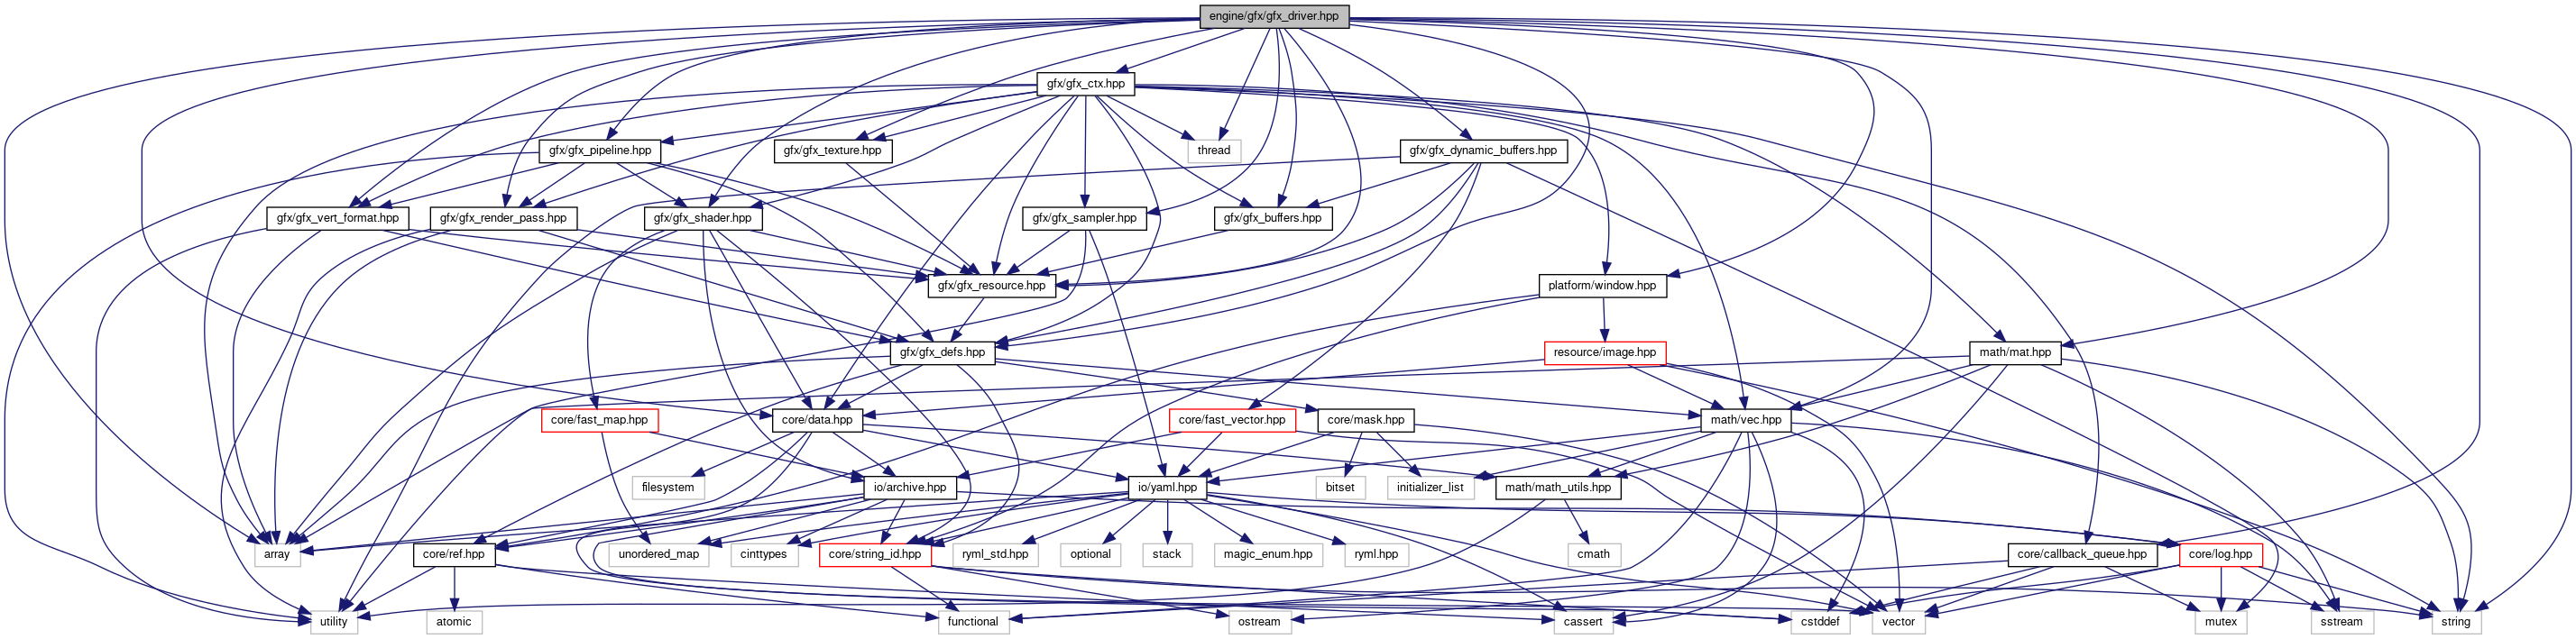 engine/gfx/gfx_driver.hpp
gfx/gfx_ctx.hpp
gfx/gfx_pipeline.hpp
gfx/gfx_texture.hpp
thread
gfx/gfx_dynamic_buffers.hpp
gfx/gfx_vert_format.hpp
gfx/gfx_render_pass.hpp
gfx/gfx_shader.hpp
gfx/gfx_sampler.hpp
gfx/gfx_buffers.hpp
gfx/gfx_resource.hpp
platform/window.hpp
gfx/gfx_defs.hpp
resource/image.hpp
math/mat.hpp
core/fast_map.hpp
core/data.hpp
core/fast_vector.hpp
core/mask.hpp
math/vec.hpp
filesystem
io/archive.hpp
io/yaml.hpp
bitset
initializer_list
math/math_utils.hpp
array
core/ref.hpp
unordered_map
cinttypes
core/string_id.hpp
ryml_std.hpp
optional
stack
magic_enum.hpp
ryml.hpp
cmath
core/callback_queue.hpp
core/log.hpp
utility
atomic
functional
ostream
cassert
cstddef
vector
mutex
sstream
string